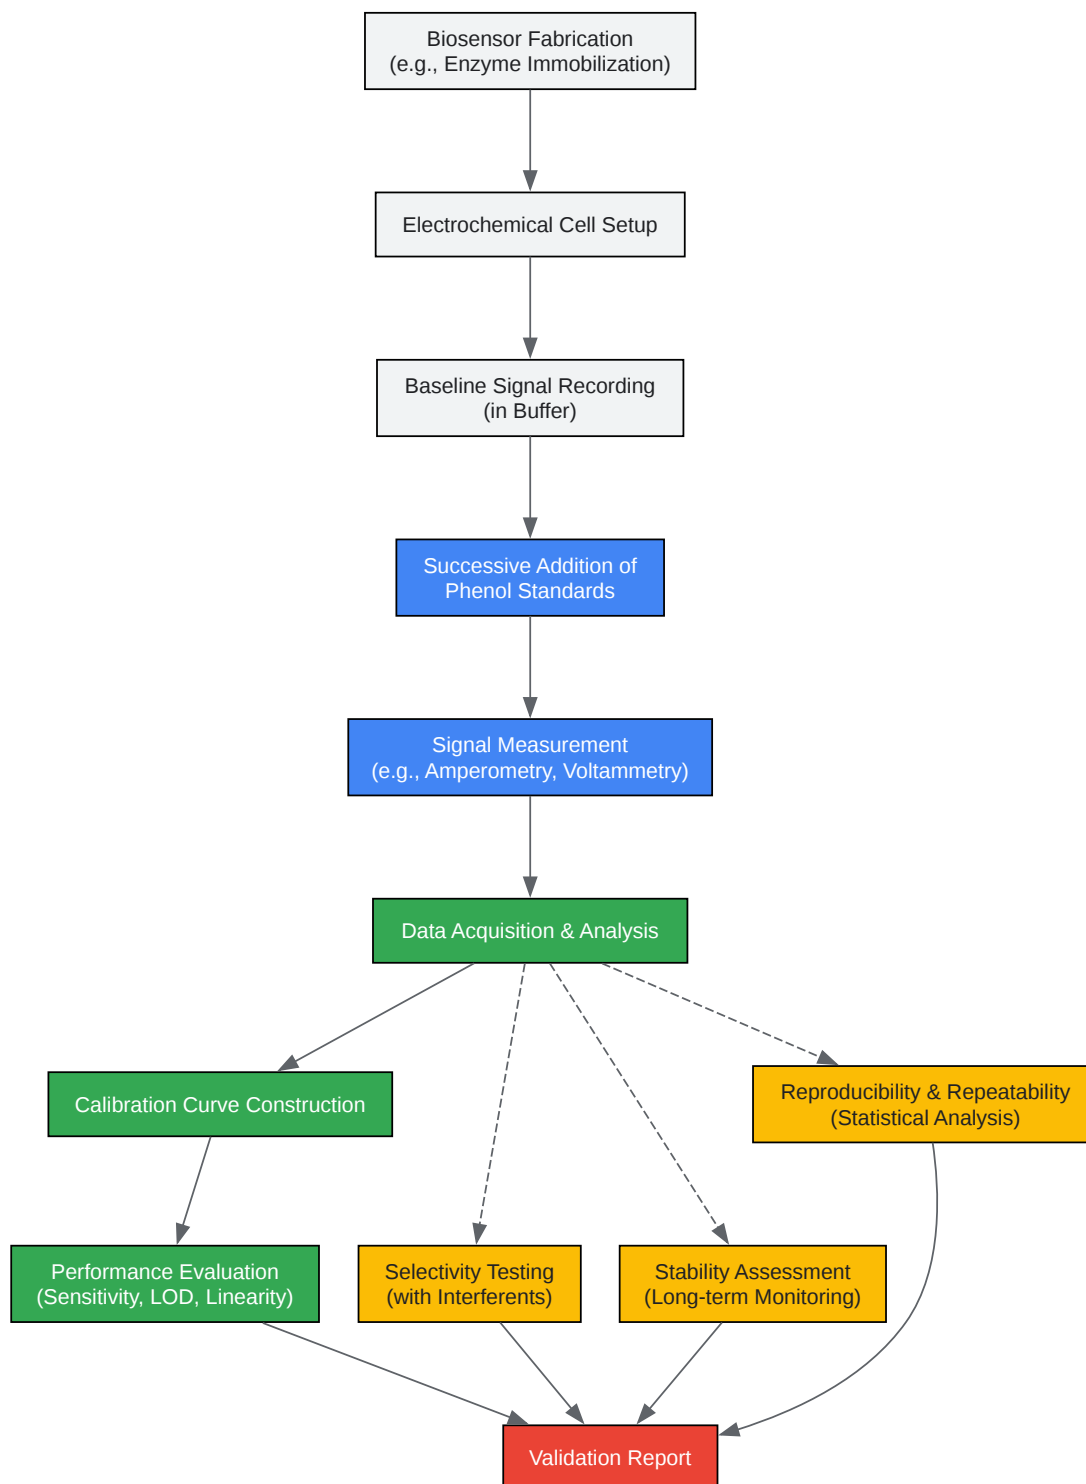 Biosensor Fabrication
(e.g., Enzyme Immobilization)
Electrochemical Cell Setup
Baseline Signal Recording
(in Buffer)
Successive Addition of
Phenol Standards
Signal Measurement
(e.g., Amperometry, Voltammetry)
Data Acquisition & Analysis
Calibration Curve Construction
Reproducibility & Repeatability
(Statistical Analysis)
Performance Evaluation
(Sensitivity, LOD, Linearity)
Selectivity Testing
(with Interferents)
Stability Assessment
(Long-term Monitoring)
Validation Report